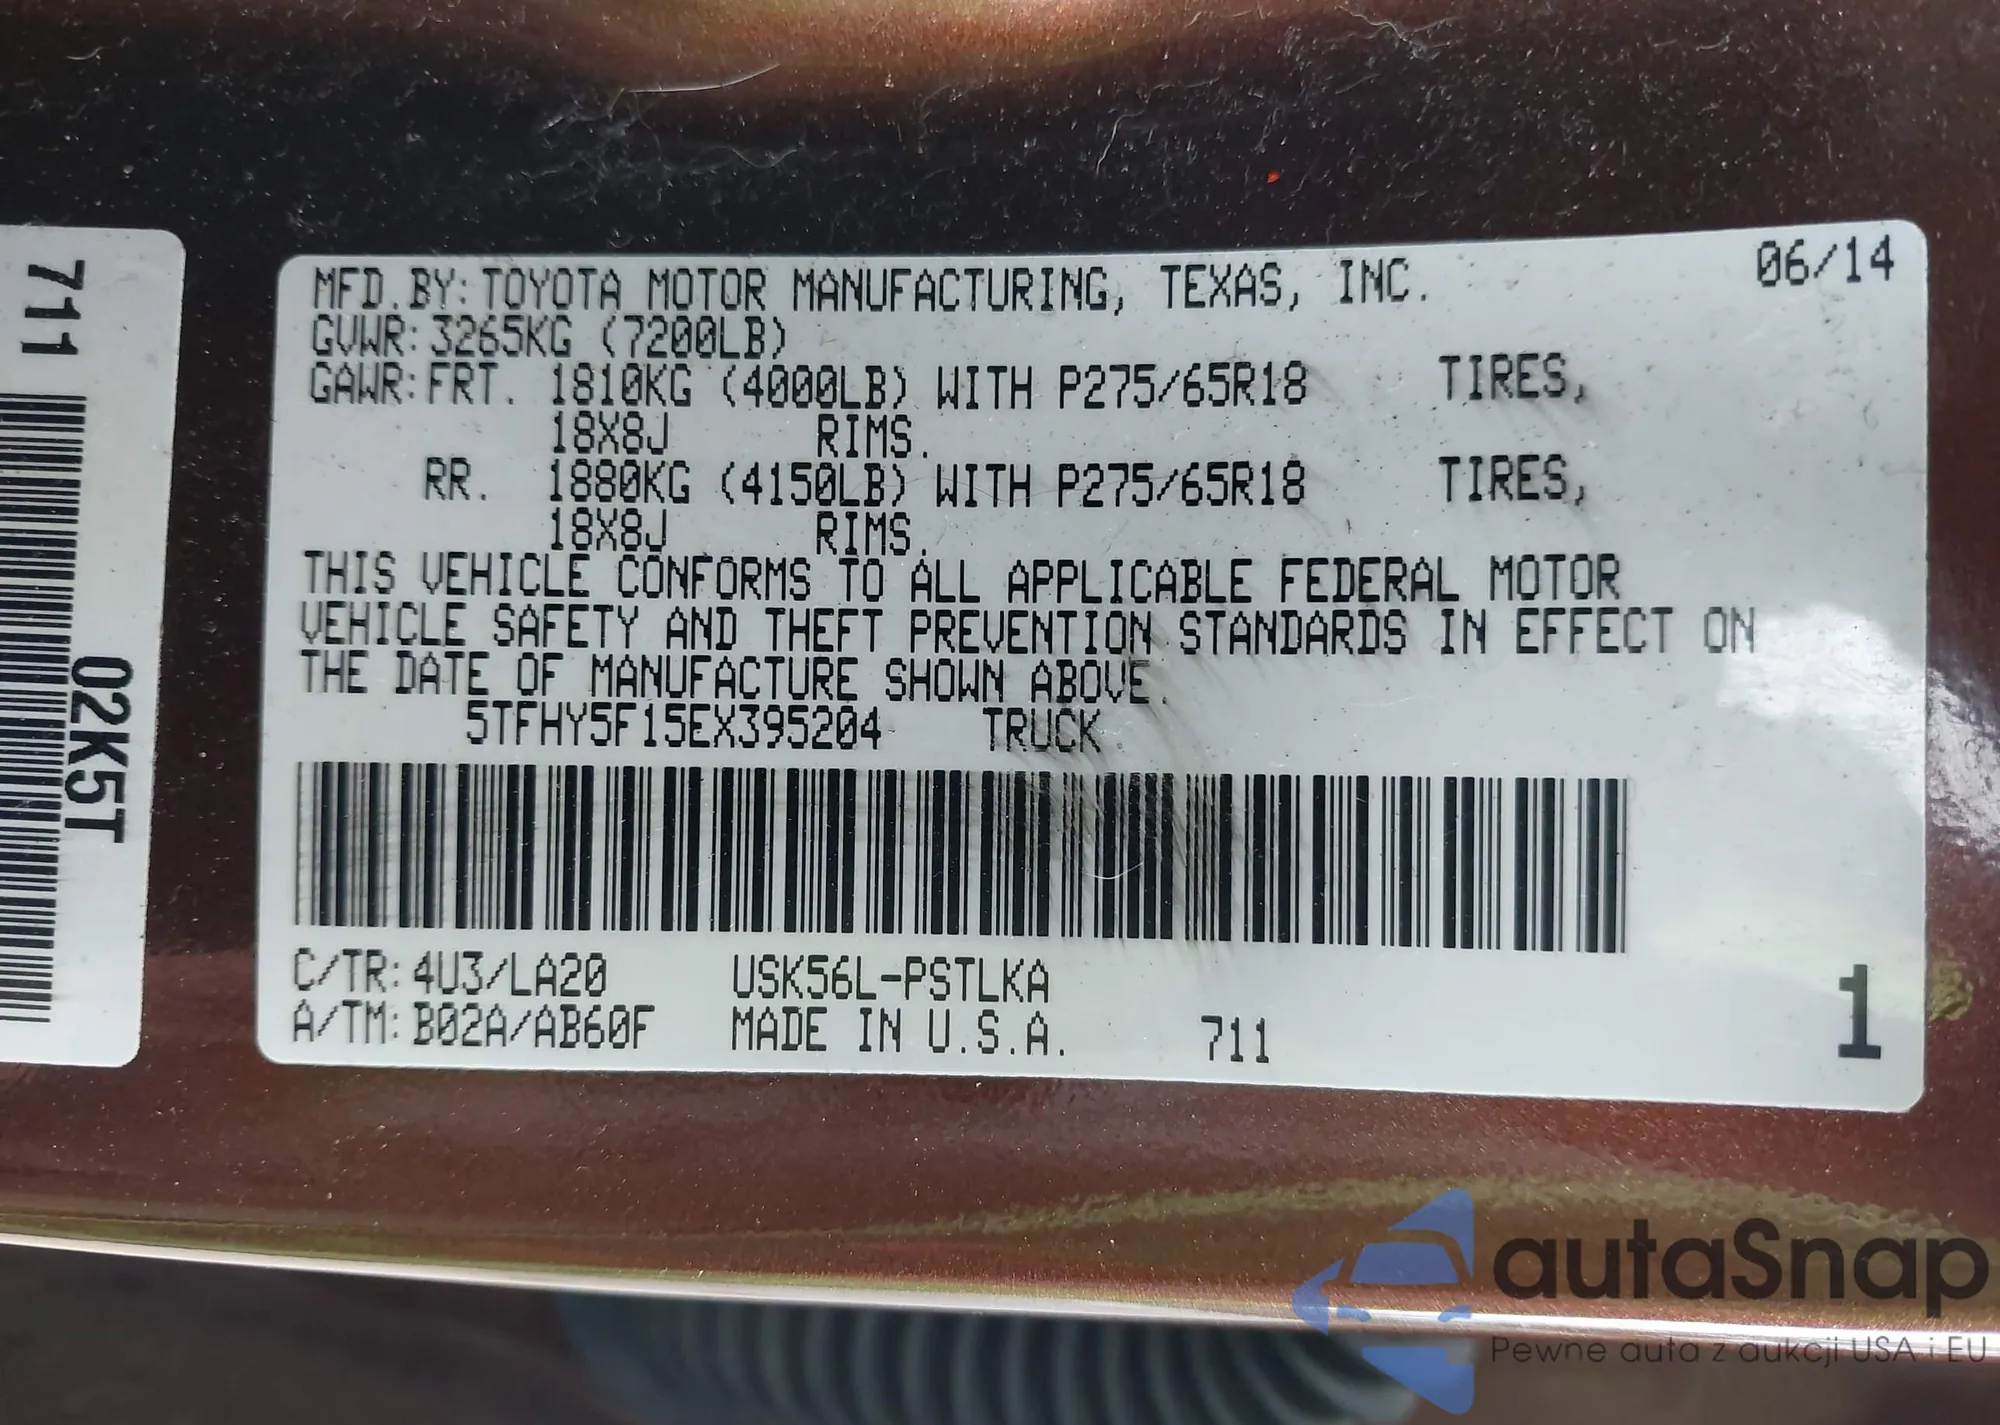 711
02K5T
06/14
MFD.BY: TOYOTA MOTOR MANUFACTURING, TEXAS, INC.
GVWR: 3265KG (7200LB)
GAWR: FRT. 1810KG (4000LB) WITH P275/65R18 TIRES,
18X8J RIMS.
RR. 1880KG (4150LB) WITH P275/65R18 TIRES,
18X8J RIMS.
THIS VEHICLE CONFORMS TO ALL APPLICABLE FEDERAL MOTOR
VEHICLE SAFETY AND THEFT PREVENTION STANDARDS IN EFFECT ON
THE DATE OF MANUFACTURE SHOWN ABOVE.
5TFHY5F15EX395204 TRUCK
C/TR: 4U3/LA20 USK56L-PSTLKA
A/TM: B02A/AB60F MADE IN U.S.A. 711
1
autaSnap
Pewne auta z aukcji USA i EU